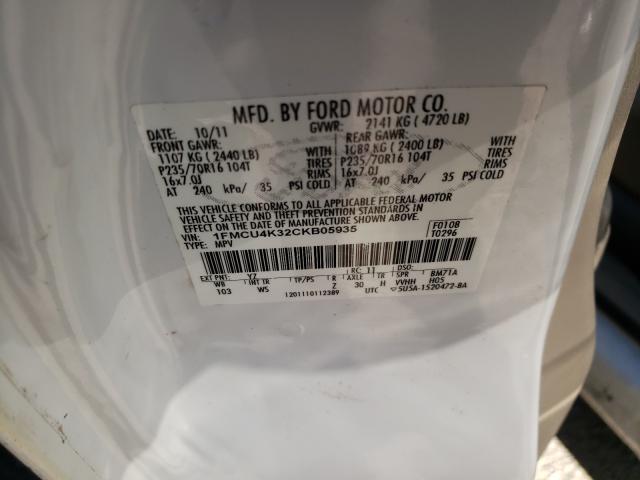 MFD. BY FORD MOTOR CO.
DATE: 10/11 GVWR: 2141 KG ( 4720 LB)
FRONT GAWR: REAR GAWR:
1107 KG ( 2440 LB) 1089 KG ( 2400 LB)
P235/70R16 104T TIRES P235/70R16 104T TIRES
16x7.0J RIMS 16x7.0J RIMS
AT 240 kPa/ 35 PSI COLD AT 240 kPa/ 35 PSI COLD
THIS VEHICLE CONFORMS TO ALL APPLICABLE FEDERAL MOTOR
VEHICLE SAFETY AND THEFT PREVENTION STANDARDS IN
EFFECT ON THE DATE OF MANUFACTURE SHOWN ABOVE.
VIN: 1FMCU4K32CKB05935 F0108
TYPE: MPV T0296
EXT PNT: YZ RC: 11 DSO:
WB INT TR TP/PS R AXLE TR SPR BM71A
103 WS Z 30 H VVHH H05
1201110112389 UTC 5U5A-1520472-BA